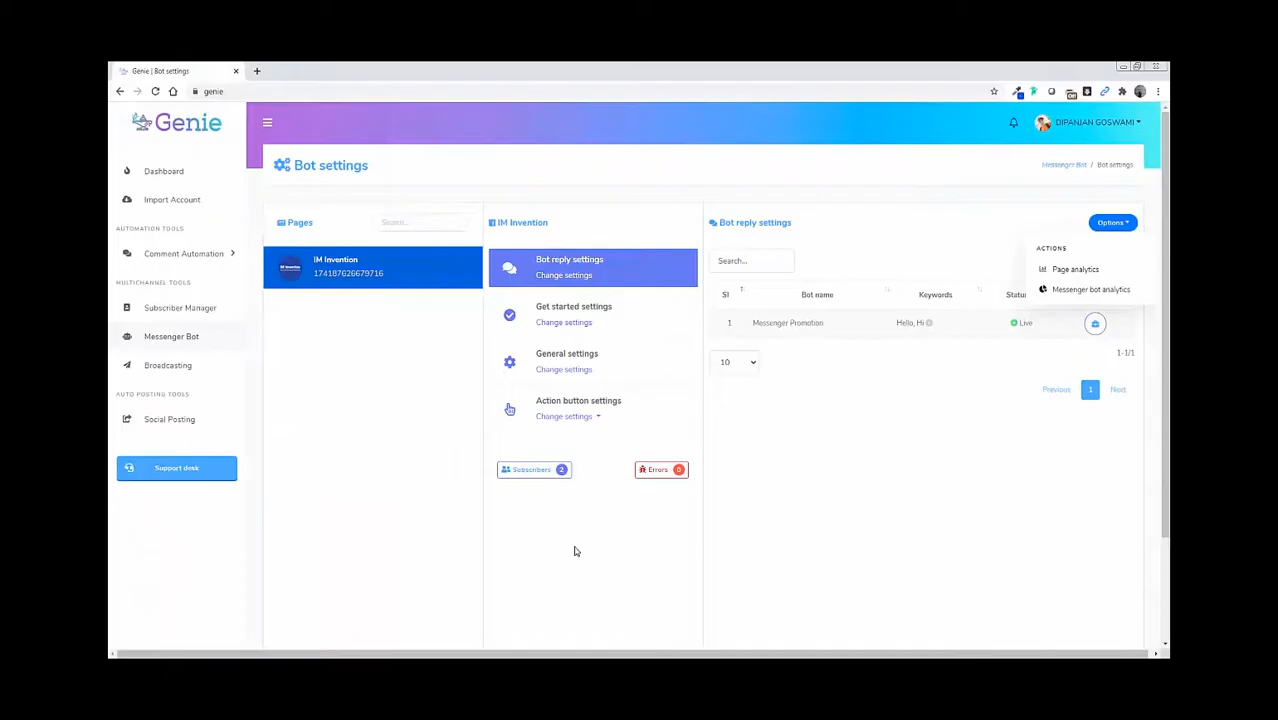 Genie | Bot settings
genie
Genie
DIPANJAN GOSWAMI
Dashboard
Import Account
AUTOMATION TOOLS
Comment Automation
MULTICHANNEL TOOLS
Subscriber Manager
Messenger Bot
Broadcasting
AUTO POSTING TOOLS
Social Posting
Support desk
Bot settings
Messenger Bot / Bot settings
Pages
Search...
IM Invention
174187626679716
IM Invention
Bot reply settings
Change settings
Get started settings
Change settings
General settings
Change settings
Action button settings
Change settings
Subscribers 2
Errors 0
Bot reply settings
Options
ACTIONS
Page analytics
Messenger bot analytics
Search...
Sl Bot name Keywords Status
1 Messenger Promotion Hello, Hi Live
10
1-1/1
Previous 1 Next